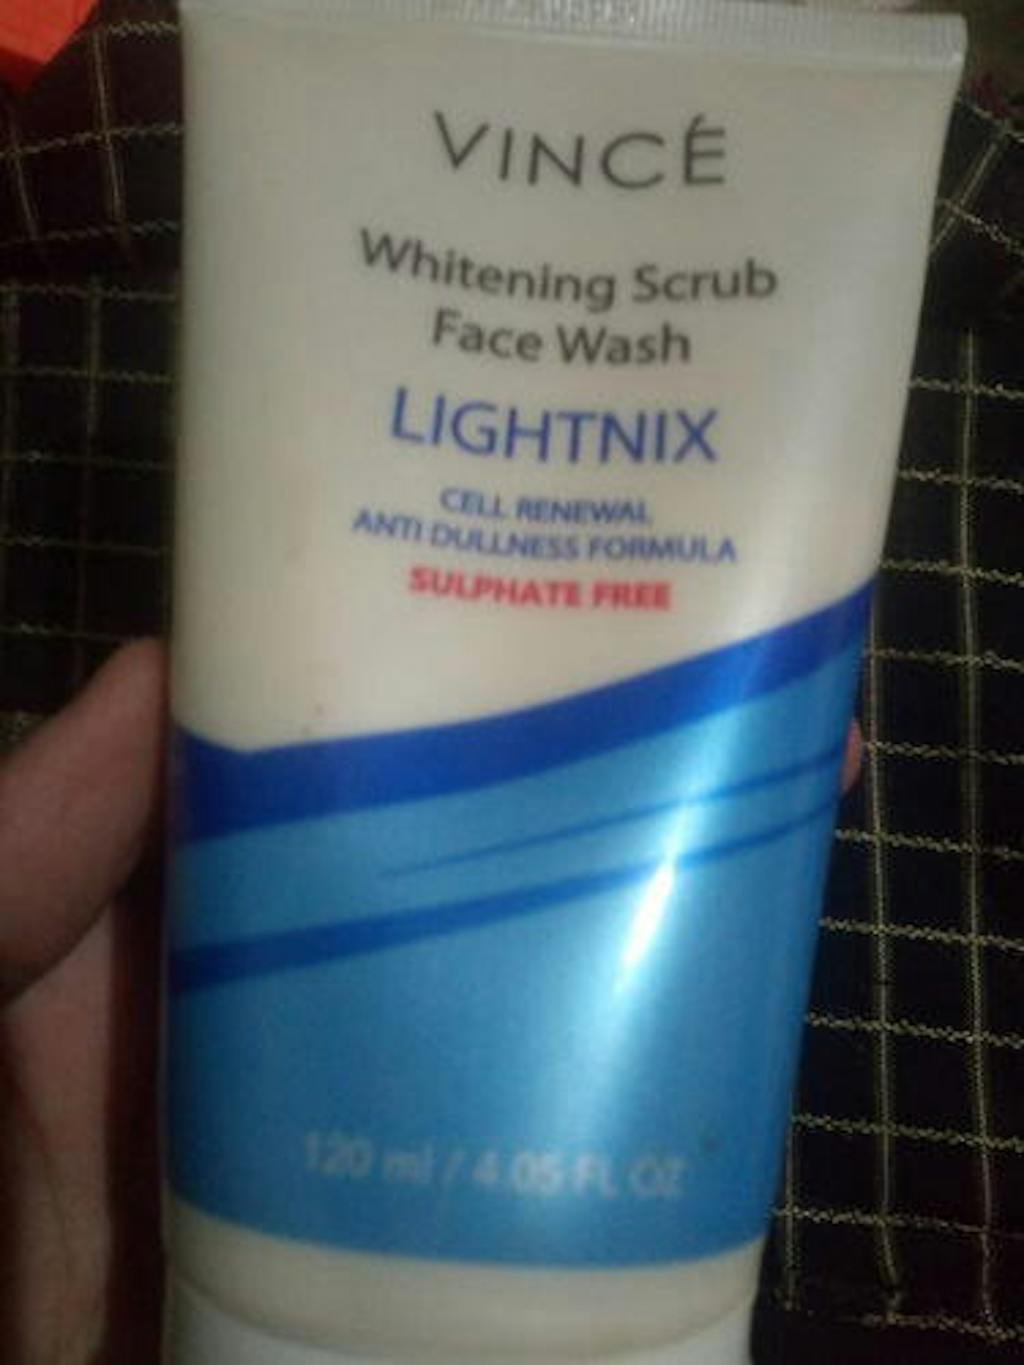 VINCÉ
Whitening Scrub
Face Wash
LIGHTNIX
CELL RENEWAL
ANTI DULLNESS FORMULA
SULPHATE FREE
120 ml / 4.05 FL OZ